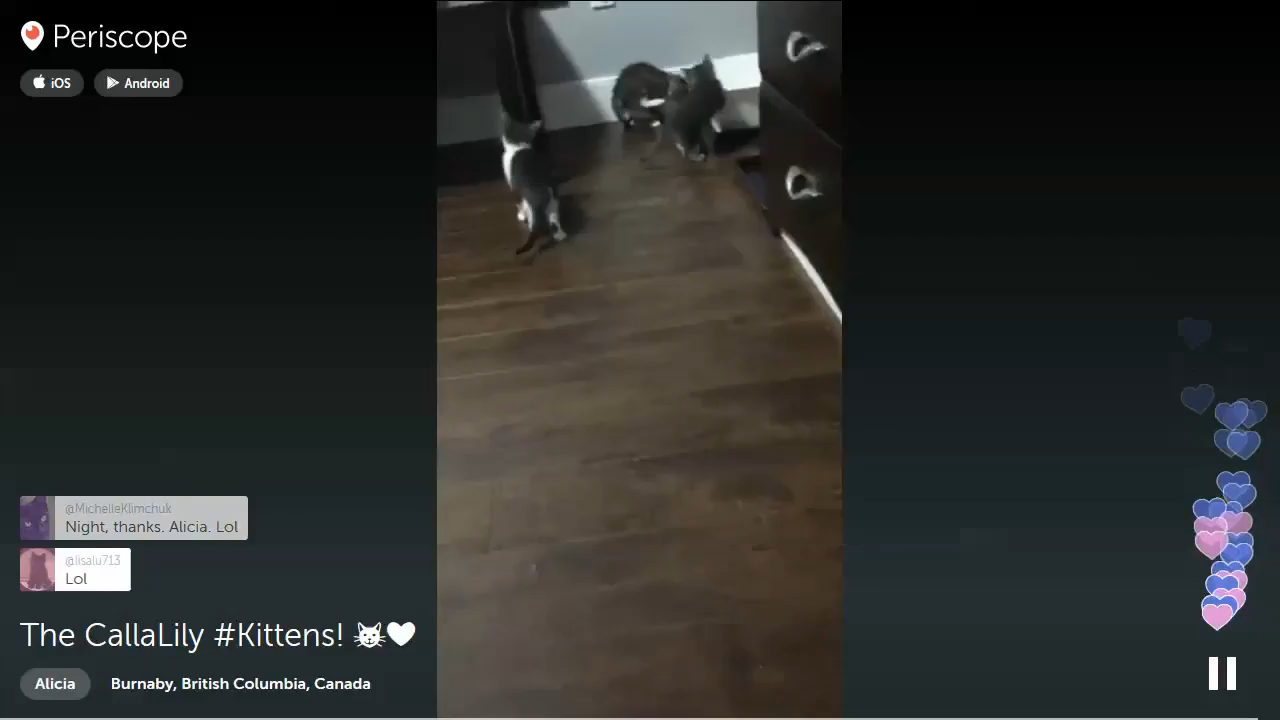 Periscope
iOS
Android
@MichelleKlimchuk
Night, thanks. Alicia. Lol
@lisalu713
Lol
The CallaLily #Kittens! 🐱🤍
Alicia
Burnaby, British Columbia, Canada